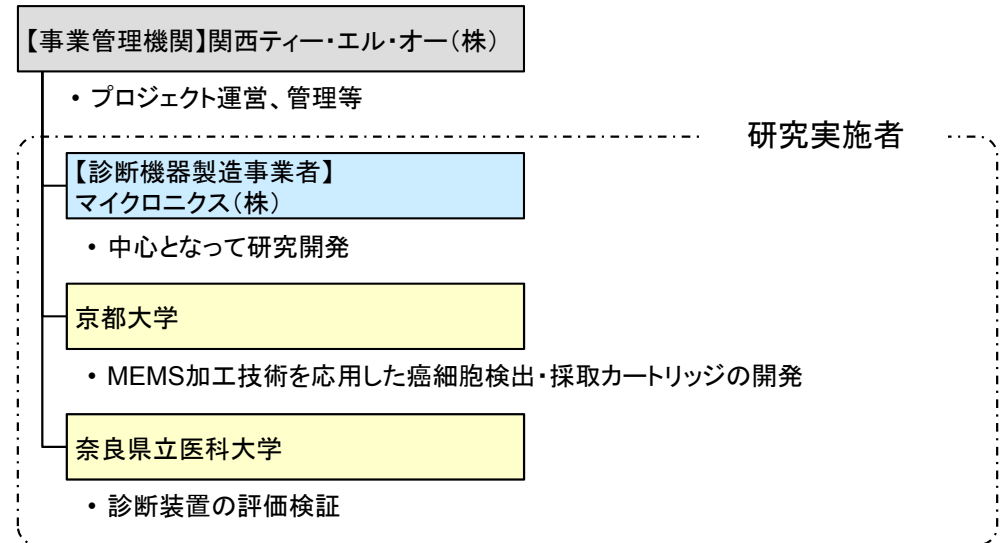 【事業管理機関】関西ティー・エル・オー（株）
・プロジェクト運営、管理等
研究実施者
【診断機器製造事業者】
マイクロニクス（株）
・中心となって研究開発
京都大学
・MEMS加工技術を応用した癌細胞検出・採取カートリッジの開発
奈良県立医科大学
・診断装置の評価検証